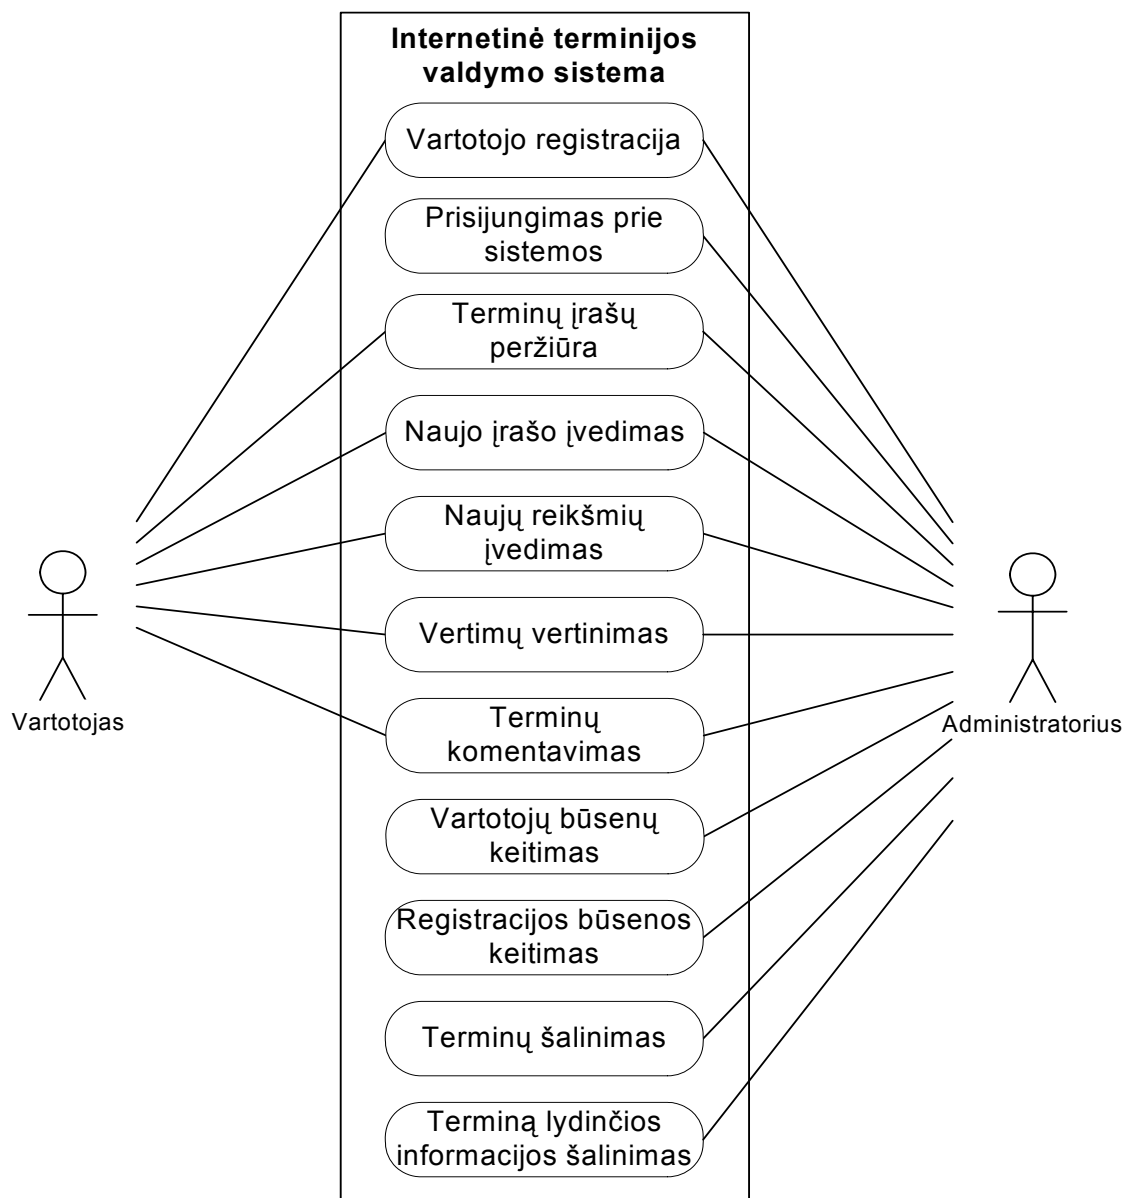 Internetinė terminijos
valdymo sistema
Vartotojo registracija
Prisijungimas prie
sistemos
Terminų įrašų
peržiūra
Naujo įrašo įvedimas
Naujų reikšmių
įvedimas
Vertimų vertinimas
Terminų
komentavimas
Vartotojų būsenų
keitimas
Registracijos būsenos
keitimas
Terminų šalinimas
Terminą lydinčios
informacijos šalinimas
Vartotojas
Administratorius